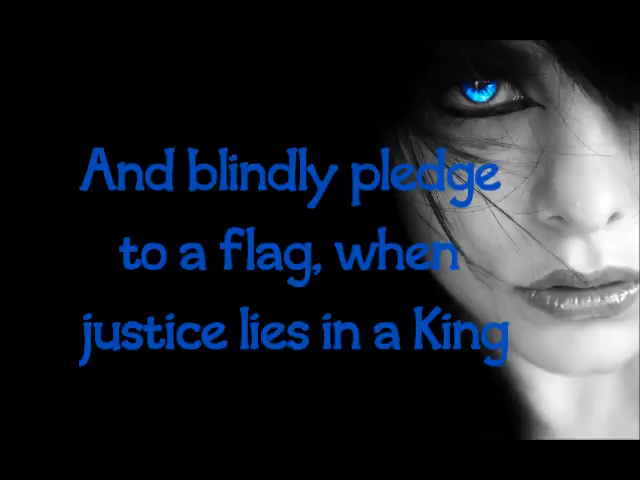 And blindly pledge
to a flag, when
justice lies in a King